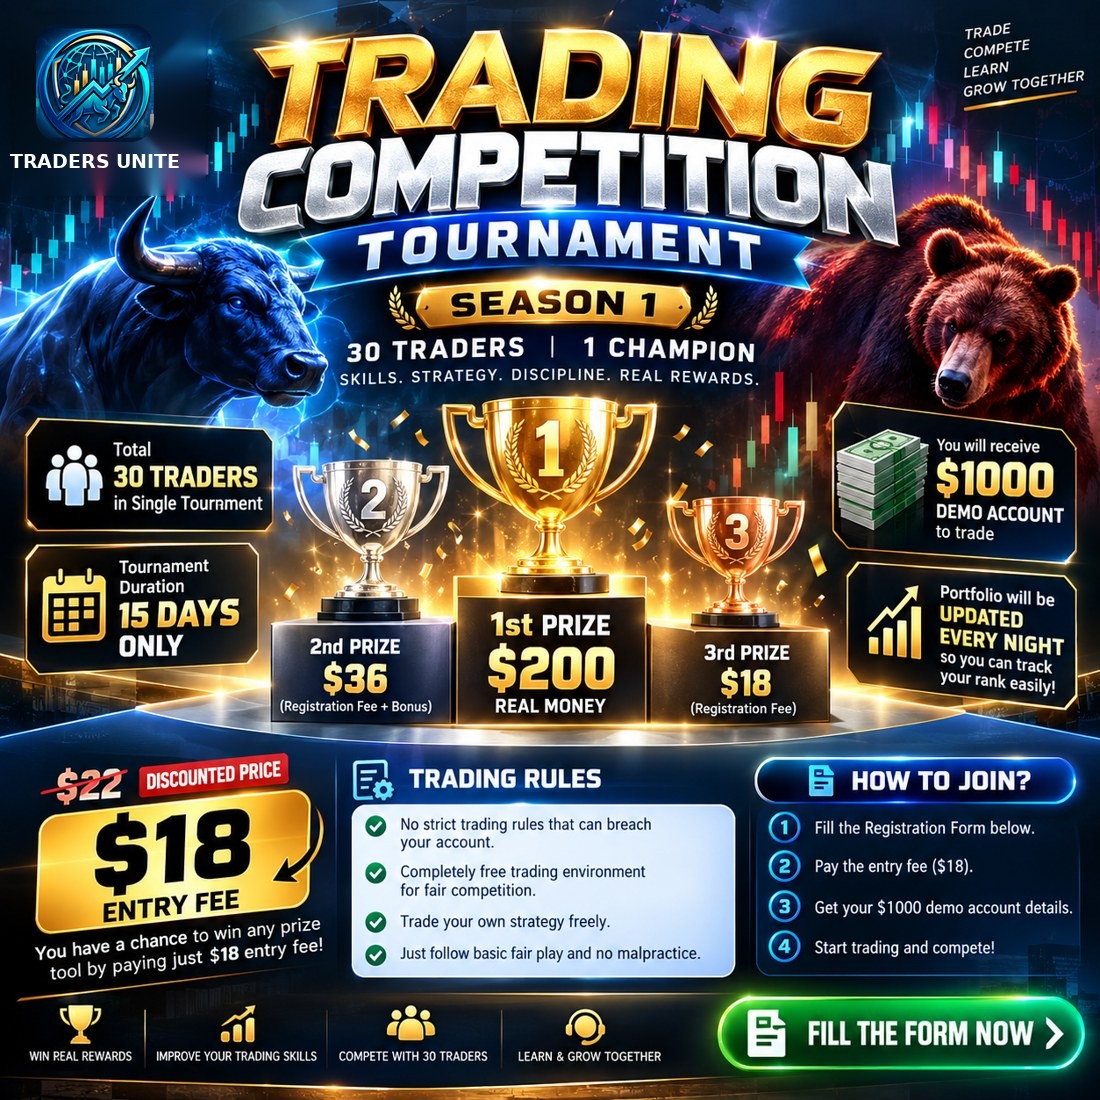 TRADERS UNITE
TRADE
COMPETE
LEARN
GROW TOGETHER
TRADING
COMPETITION
TOURNAMENT
SEASON 1
30 TRADERS | 1 CHAMPION
SKILLS. STRATEGY. DISCIPLINE. REAL REWARDS.
Total
30 TRADERS
in Single Tournment
Tournament
Duration
15 DAYS
ONLY
2
2nd PRIZE
$36
(Registration Fee + Bonus)
1
1st PRIZE
$200
REAL MONEY
3
3rd PRIZE
$18
(Registration Fee)
You will receive
$1000
DEMO ACCOUNT
to trade
Portfolio will be
UPDATED
EVERY NIGHT
so you can track
your rank easily!
$22 DISCOUNTED PRICE
$18
ENTRY FEE
You have a chance to win any prize
tool by paying just $18 entry fee!
TRADING RULES
No strict trading rules that can breach
your account.
Completely free trading environment
for fair competition.
Trade your own strategy freely.
Just follow basic fair play and no malpractice.
HOW TO JOIN?
1 Fill the Registration Form below.
2 Pay the entry fee ($18).
3 Get your $1000 demo account details.
4 Start trading and compete!
WIN REAL REWARDS
IMPROVE YOUR TRADING SKILLS
COMPETE WITH 30 TRADERS
LEARN & GROW TOGETHER
FILL THE FORM NOW